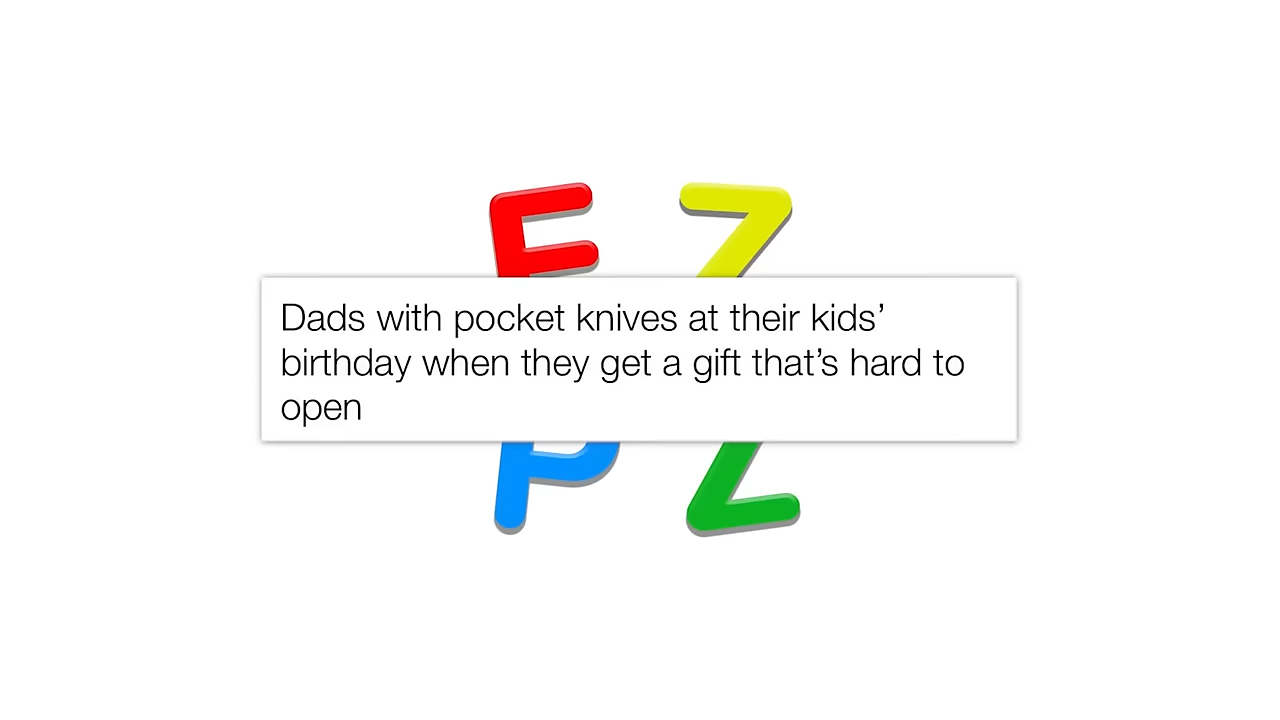 E Z
Dads with pocket knives at their kids’
birthday when they get a gift that’s hard to
open
P Z